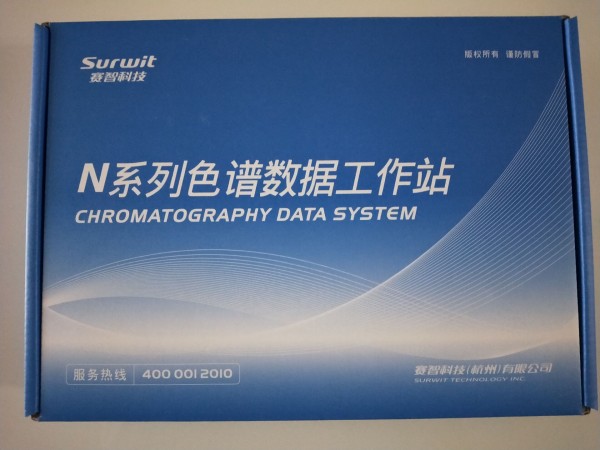 Surwit
赛智科技
版权所有 谨防假冒
N系列色谱数据工作站
CHROMATOGRAPHY DATA SYSTEM
服务热线 400 001 2010
赛智科技(杭州)有限公司
SURWIT TECHNOLOGY INC.